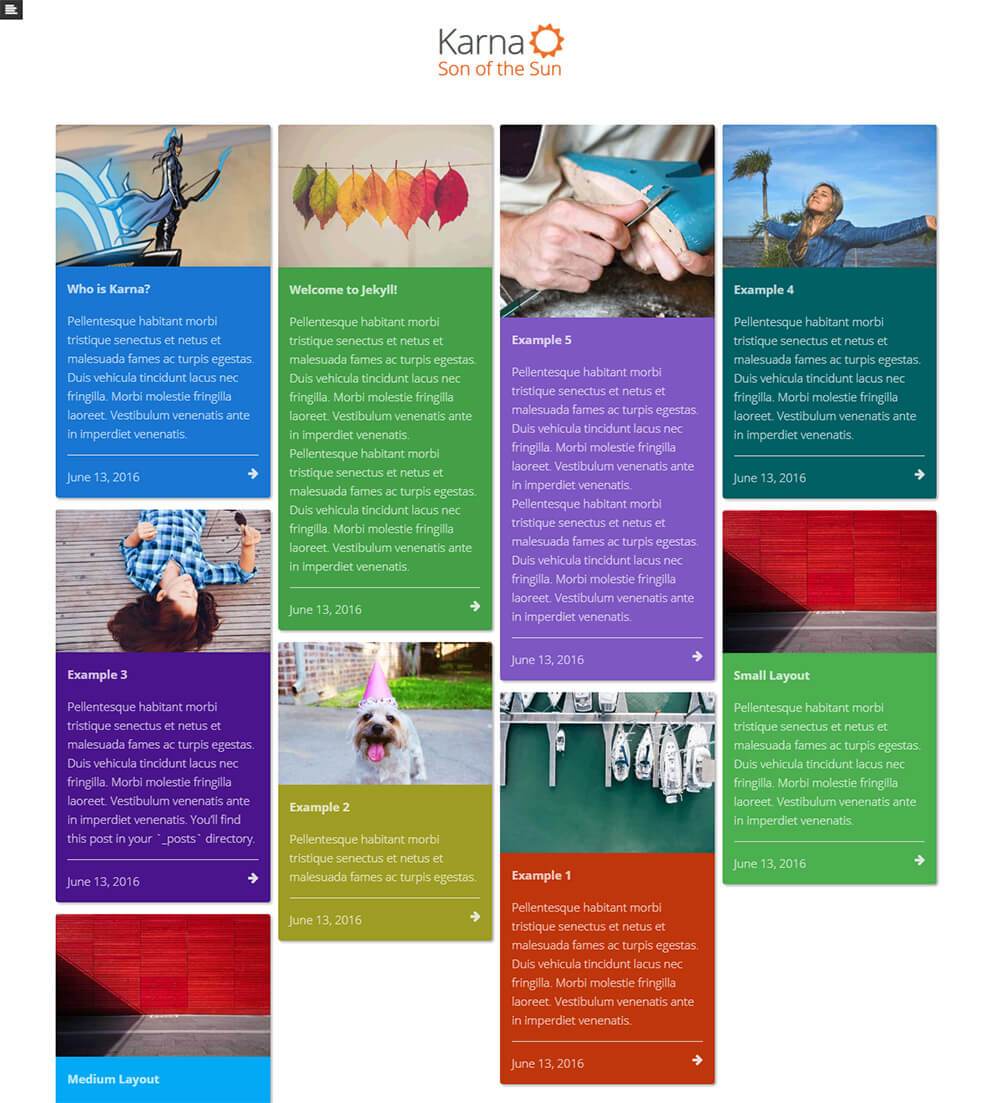 Karna
Son of the Sun
Who is Karna?
Pellentesque habitant morbi
tristique senectus et netus et
malesuada fames ac turpis egestas.
Duis vehicula tincidunt lacus nec
fringilla. Morbi molestie fringilla
laoreet. Vestibulum venenatis ante
in imperdiet venenatis.
June 13, 2016
Welcome to Jekyll!
Pellentesque habitant morbi
tristique senectus et netus et
malesuada fames ac turpis egestas.
Duis vehicula tincidunt lacus nec
fringilla. Morbi molestie fringilla
laoreet. Vestibulum venenatis ante
in imperdiet venenatis.
Pellentesque habitant morbi
tristique senectus et netus et
malesuada fames ac turpis egestas.
Duis vehicula tincidunt lacus nec
fringilla. Morbi molestie fringilla
laoreet. Vestibulum venenatis ante
in imperdiet venenatis.
June 13, 2016
Example 5
Pellentesque habitant morbi
tristique senectus et netus et
malesuada fames ac turpis egestas.
Duis vehicula tincidunt lacus nec
fringilla. Morbi molestie fringilla
laoreet. Vestibulum venenatis ante
in imperdiet venenatis.
Pellentesque habitant morbi
tristique senectus et netus et
malesuada fames ac turpis egestas.
Duis vehicula tincidunt lacus nec
fringilla. Morbi molestie fringilla
laoreet. Vestibulum venenatis ante
in imperdiet venenatis.
June 13, 2016
Example 4
Pellentesque habitant morbi
tristique senectus et netus et
malesuada fames ac turpis egestas.
Duis vehicula tincidunt lacus nec
fringilla. Morbi molestie fringilla
laoreet. Vestibulum venenatis ante
in imperdiet venenatis.
June 13, 2016
Example 3
Pellentesque habitant morbi
tristique senectus et netus et
malesuada fames ac turpis egestas.
Duis vehicula tincidunt lacus nec
fringilla. Morbi molestie fringilla
laoreet. Vestibulum venenatis ante
in imperdiet venenatis. You'll find
this post in your `_posts` directory.
June 13, 2016
Example 2
Pellentesque habitant morbi
tristique senectus et netus et
malesuada fames ac turpis egestas.
June 13, 2016
Example 1
Pellentesque habitant morbi
tristique senectus et netus et
malesuada fames ac turpis egestas.
Duis vehicula tincidunt lacus nec
fringilla. Morbi molestie fringilla
laoreet. Vestibulum venenatis ante
in imperdiet venenatis.
June 13, 2016
Small Layout
Pellentesque habitant morbi
tristique senectus et netus et
malesuada fames ac turpis egestas.
Duis vehicula tincidunt lacus nec
fringilla. Morbi molestie fringilla
laoreet. Vestibulum venenatis ante
in imperdiet venenatis.
June 13, 2016
Medium Layout